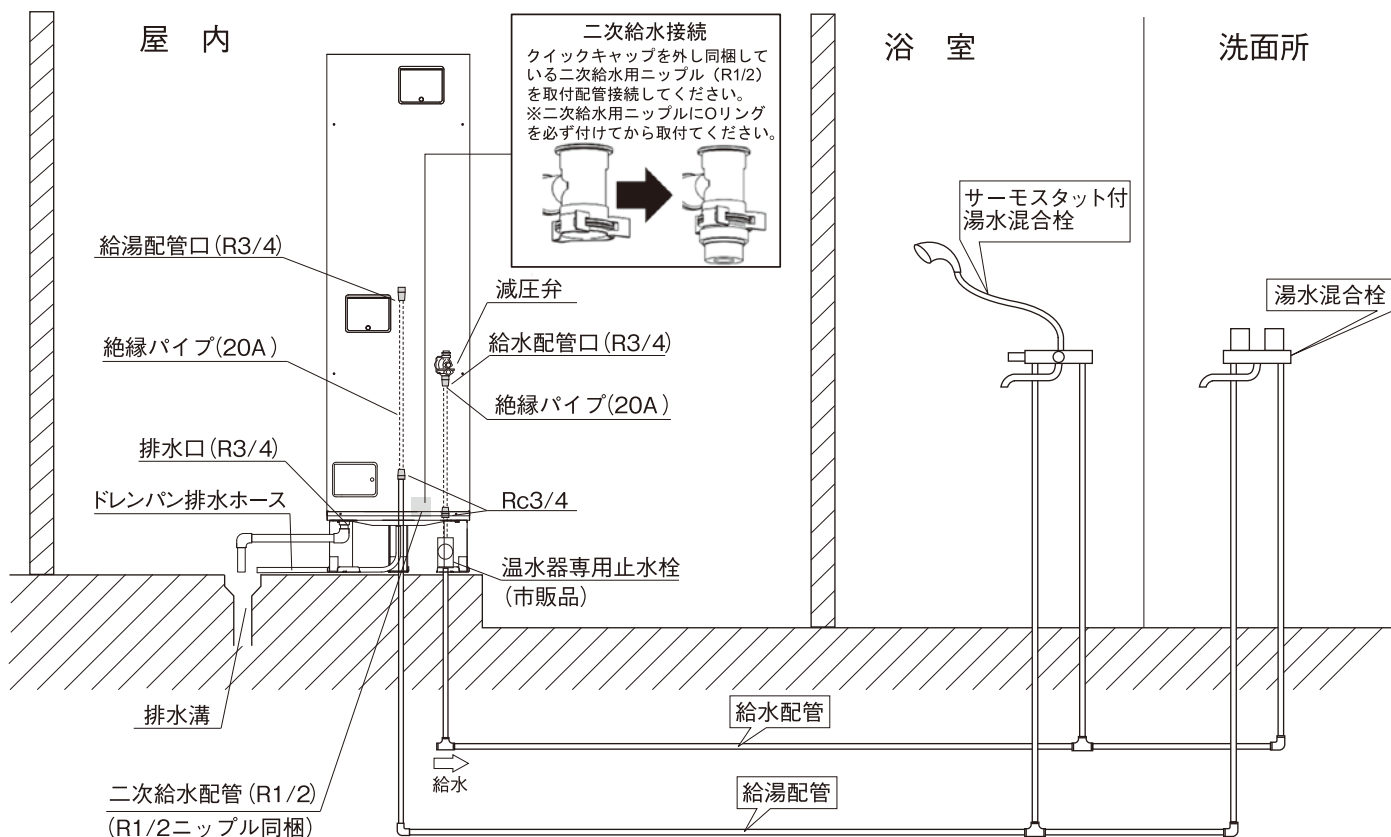 屋 内
二次給水接続
クイックキャップを外し同梱して
いる二次給水用ニップル（R1/2）
を取付配管接続してください。
※二次給水用ニップルにOリング
を必ず付けてから取付てください。
浴 室
洗面所
サーモスタット付
湯水混合栓
湯水混合栓
給湯配管口(R3/4)
減圧弁
給水配管口(R3/4)
絶縁パイプ(20A)
絶縁パイプ(20A)
排水口(R3/4)
ドレンパン排水ホース
Rc3/4
温水器専用止水栓
(市販品)
排水溝
給水配管
給水
二次給水配管(R1/2)
(R1/2ニップル同梱)
給湯配管